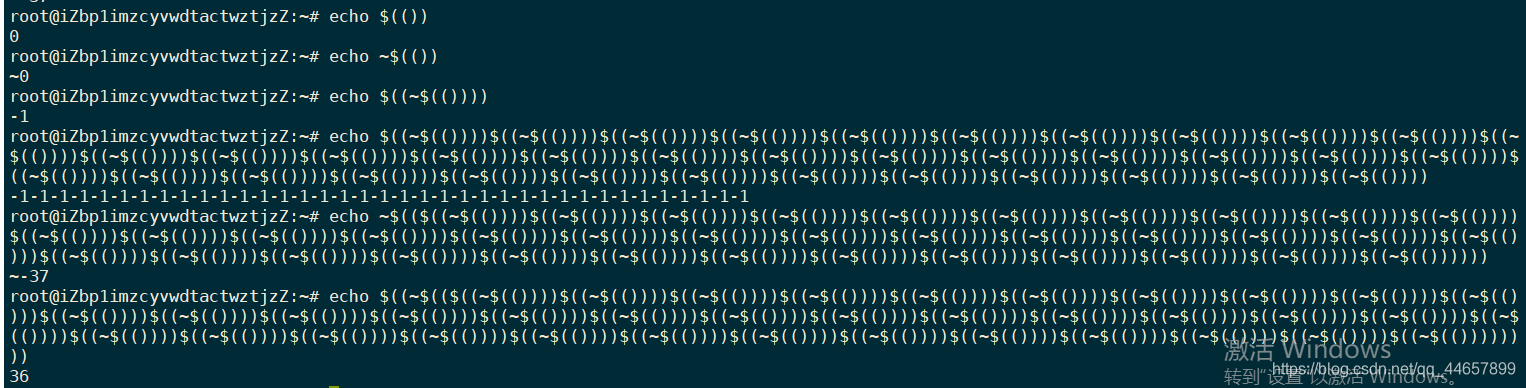 root@iZbp1imzcyvwdtactwztjzZ:~# echo $(())
0
root@iZbp1imzcyvwdtactwztjzZ:~# echo ~$(())
~0
root@iZbp1imzcyvwdtactwztjzZ:~# echo $((~$(())))
-1
root@iZbp1imzcyvwdtactwztjzZ:~# echo $((~$(())))$((~$(())))$((~$(())))$((~$(())))$((~$(())))$((~$(())))$((~$(())))$((~$(())))$((~$(())))$((~$(())))$((~
$(())))$((~$(())))$((~$(())))$((~$(())))$((~$(())))$((~$(())))$((~$(())))$((~$(())))$((~$(())))$((~$(())))$((~$(())))$((~$(())))$((~$(())))$((~$(())))$
((~$(())))$((~$(())))$((~$(())))$((~$(())))$((~$(())))$((~$(())))$((~$(())))$((~$(())))$((~$(())))$((~$(())))$((~$(())))$((~$(())))$((~$(())))
-1-1-1-1-1-1-1-1-1-1-1-1-1-1-1-1-1-1-1-1-1-1-1-1-1-1-1-1-1-1-1-1-1-1-1-1-1
root@iZbp1imzcyvwdtactwztjzZ:~# echo ~$(($((~$(())))$((~$(())))$((~$(())))$((~$(())))$((~$(())))$((~$(())))$((~$(())))$((~$(())))$((~$(())))$((~$(())))
$((~$(())))$((~$(())))$((~$(())))$((~$(())))$((~$(())))$((~$(())))$((~$(())))$((~$(())))$((~$(())))$((~$(())))$((~$(())))$((~$(())))$((~$(())))$((~$(()
)))$((~$(())))$((~$(())))$((~$(())))$((~$(())))$((~$(())))$((~$(())))$((~$(())))$((~$(())))$((~$(())))$((~$(())))$((~$(())))$((~$(())))$((~$(())))))
~-37
root@iZbp1imzcyvwdtactwztjzZ:~# echo $((~$(($((~$(())))$((~$(())))$((~$(())))$((~$(())))$((~$(())))$((~$(())))$((~$(())))$((~$(())))$((~$(())))$((~$(()
)))$((~$(())))$((~$(())))$((~$(())))$((~$(())))$((~$(())))$((~$(())))$((~$(())))$((~$(())))$((~$(())))$((~$(())))$((~$(())))$((~$(())))$((~$(())))$((~$
(())))$((~$(())))$((~$(())))$((~$(())))$((~$(())))$((~$(())))$((~$(())))$((~$(())))$((~$(())))$((~$(())))$((~$(())))$((~$(())))$((~$(())))$((~$(())))))
))
36
激活 Windows
https://blog.csdn.net/qq_44657899
转到"设置"以激活 Windows。